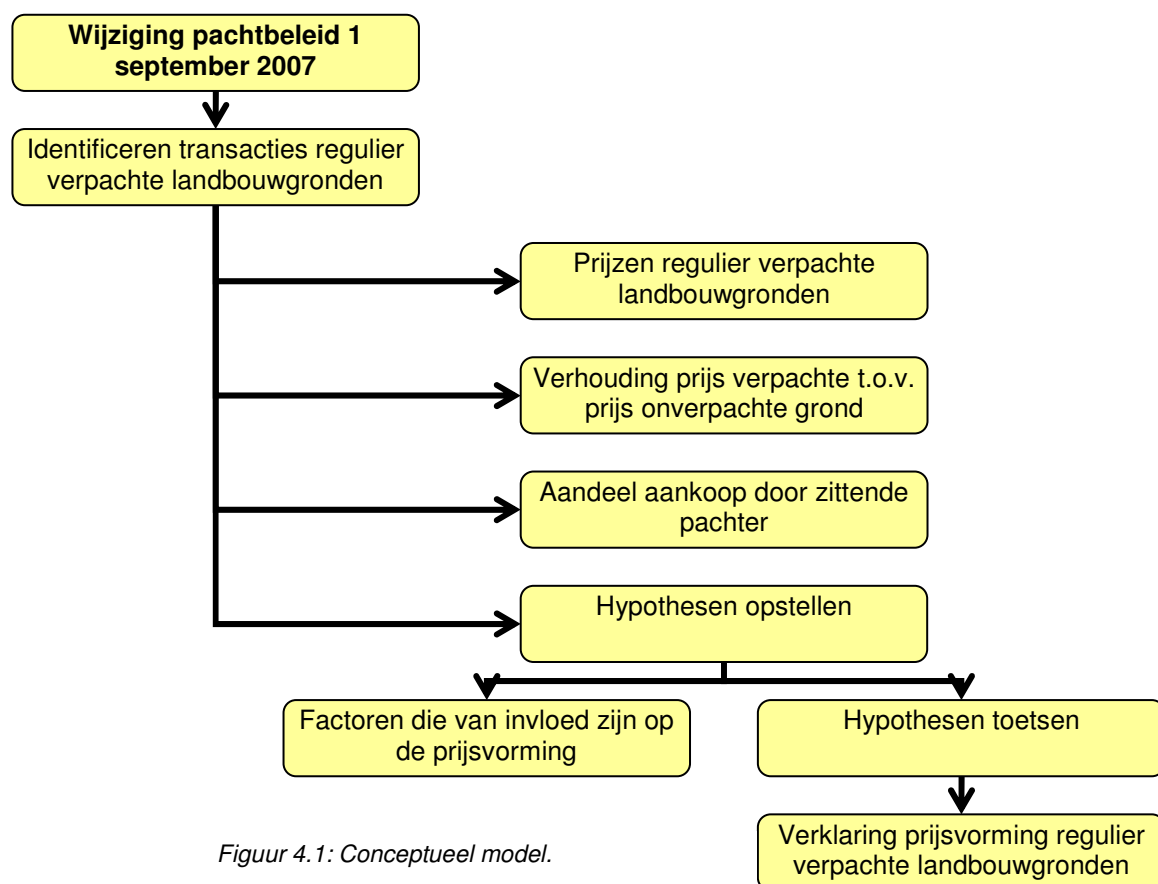 Wijziging pachtbeleid 1
september 2007
Identificeren transacties regulier
verpachte landbouwgronden
Prijzen regulier verpachte
landbouwgronden
Verhouding prijs verpachte t.o.v.
prijs onverpachte grond
Aandeel aankoop door zittende
pachter
Hypothesen opstellen
Factoren die van invloed zijn op
de prijsvorming
Hypothesen toetsen
Verklaring prijsvorming regulier
verpachte landbouwgronden
Figuur 4.1: Conceptueel model.